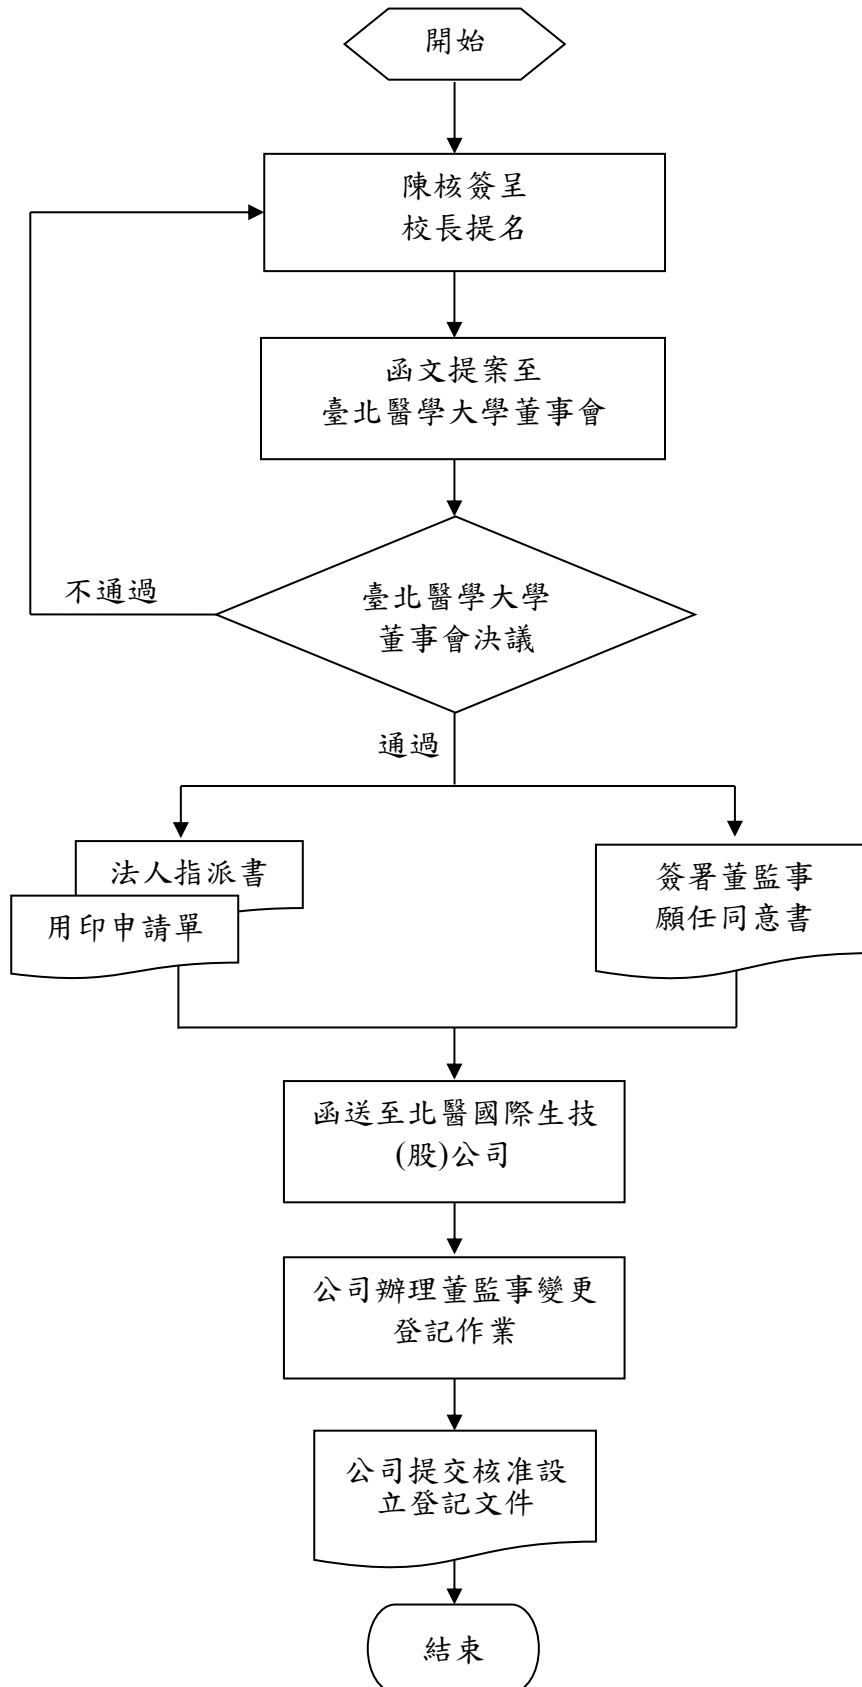 開始
陳核簽呈
校長提名
函文提案至
臺北醫學大學董事會
不通過
臺北醫學大學
董事會決議
通過
法人指派書
用印申請單
簽署董監事
願任同意書
函送至北醫國際生技
(股)公司
公司辦理董監事變更
登記作業
公司提交核准設
立登記文件
結束